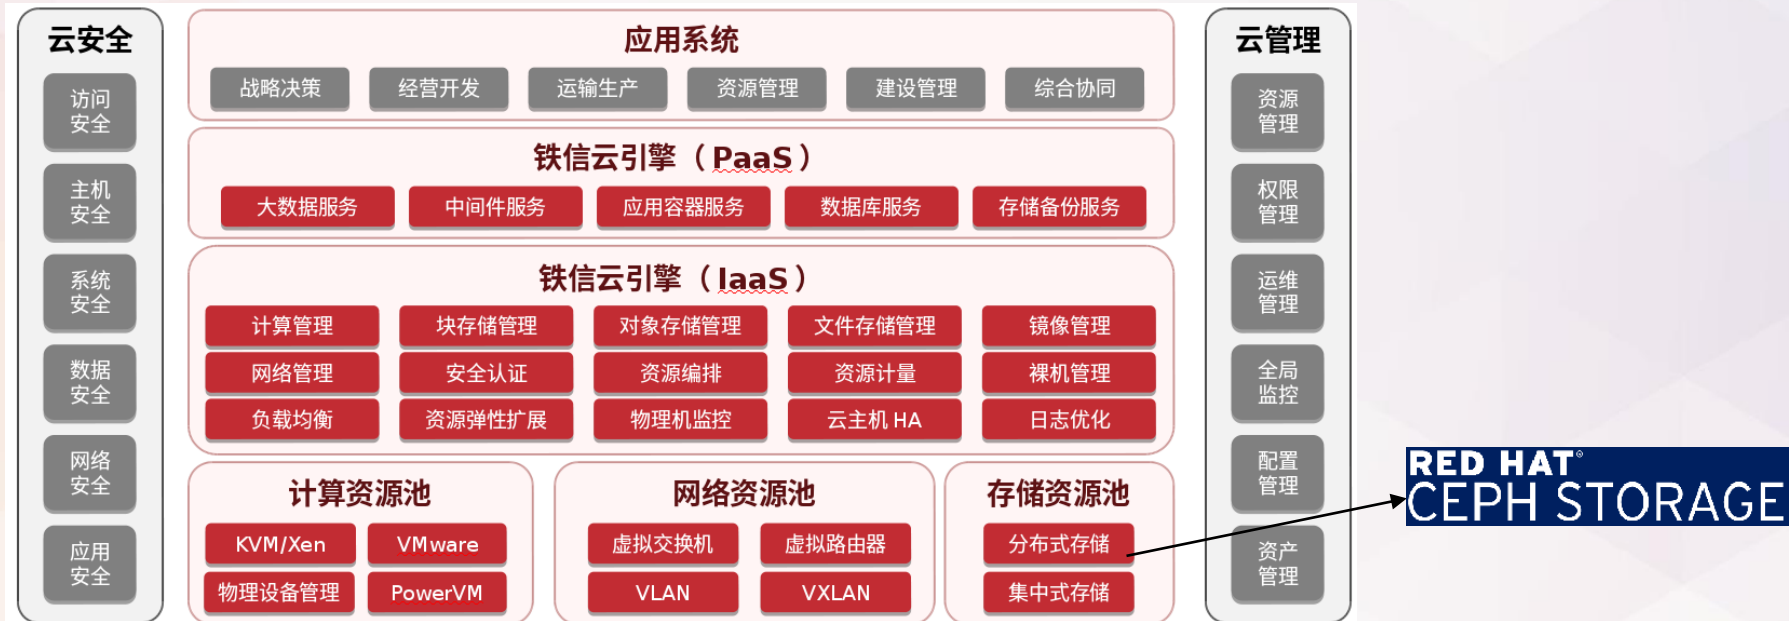 云安全
访问
安全
主机
安全
系统
安全
数据
安全
网络
安全
应用
安全
应用系统
战略决策
经营开发
运输生产
资源管理
建设管理
综合协同
铁信云引擎（PaaS）
大数据服务
中间件服务
应用容器服务
数据库服务
存储备份服务
铁信云引擎（IaaS）
计算管理
块存储管理
对象存储管理
文件存储管理
镜像管理
网络管理
安全认证
资源编排
资源计量
裸机管理
负载均衡
资源弹性扩展
物理机监控
云主机 HA
日志优化
计算资源池
KVM/Xen
VMware
物理设备管理
PowerVM
网络资源池
虚拟交换机
虚拟路由器
VLAN
VXLAN
存储资源池
分布式存储
集中式存储
云管理
资源
管理
权限
管理
运维
管理
全局
监控
配置
管理
资产
管理
RED HAT®
CEPH STORAGE